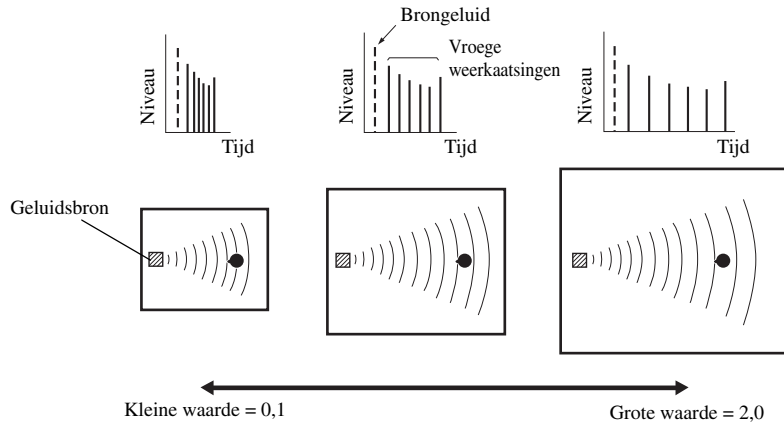 Brongeluid
Vroege
weerkaatsingen
Niveau
Tijd
Niveau
Tijd
Niveau
Tijd
Geluidsbron
Kleine waarde = 0,1
Grote waarde = 2,0